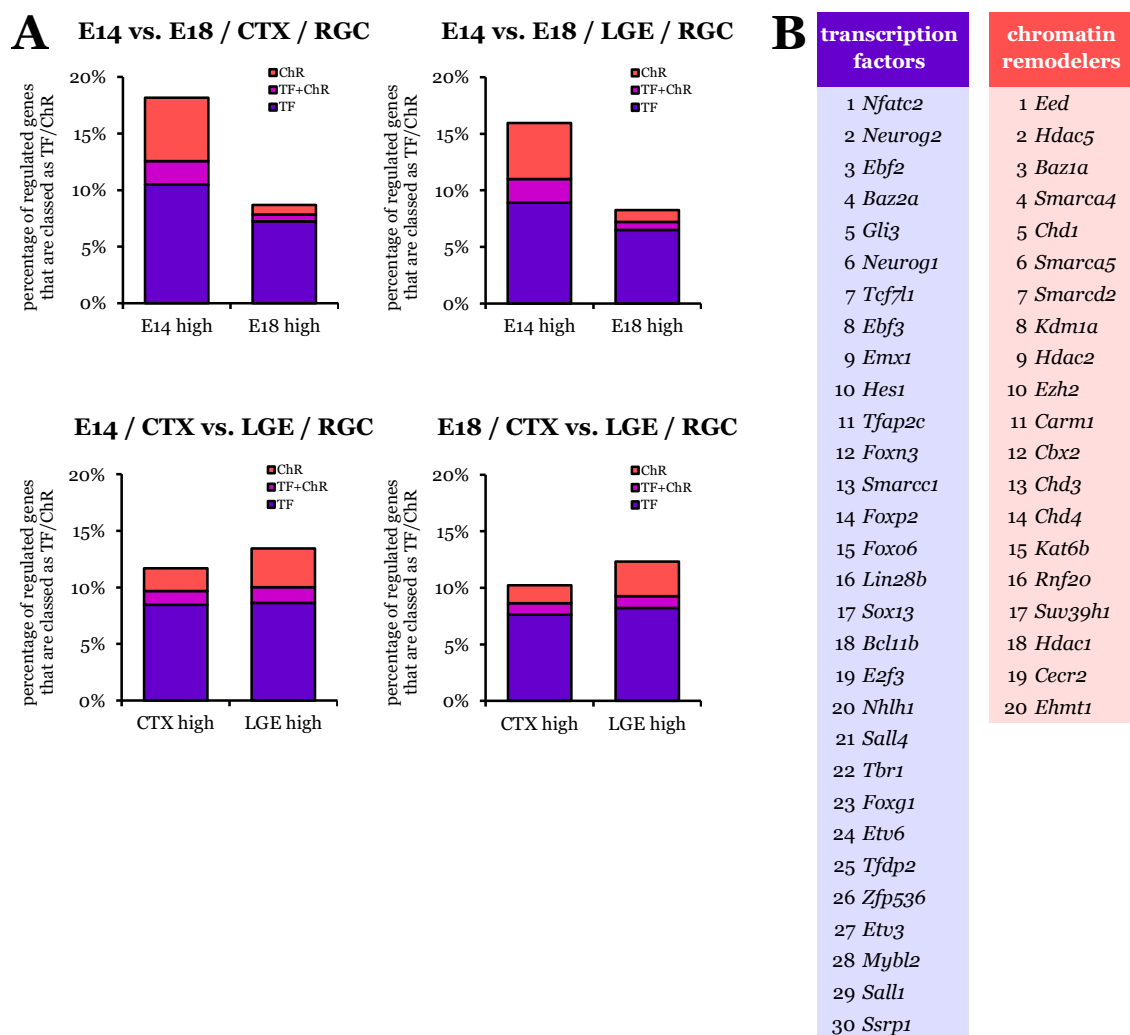 A
E14 vs. E18 / CTX / RGC
percentage of regulated genes
that are classed as TF/ChR
20%
15%
10%
5%
0%
ChR
TF+ChR
TF
E14 high
E18 high
E14 vs. E18 / LGE / RGC
percentage of regulated genes
that are classed as TF/ChR
20%
15%
10%
5%
0%
ChR
TF+ChR
TF
E14 high
E18 high
E14 / CTX vs. LGE / RGC
percentage of regulated genes
that are classed as TF/ChR
20%
15%
10%
5%
0%
ChR
TF+ChR
TF
CTX high
LGE high
E18 / CTX vs. LGE / RGC
percentage of regulated genes
that are classed as TF/ChR
20%
15%
10%
5%
0%
ChR
TF+ChR
TF
CTX high
LGE high
B
transcription
factors
1 Nfatc2
2 Neurog2
3 Ebf2
4 Baz2a
5 Gli3
6 Neurog1
7 Tcf7l1
8 Ebf3
9 Emx1
10 Hes1
11 Tfap2c
12 Foxn3
13 Smarcc1
14 Foxp2
15 Foxo6
16 Lin28b
17 Sox13
18 Bcl11b
19 E2f3
20 Nhlh1
21 Sall4
22 Tbr1
23 Foxg1
24 Etv6
25 Tfdp2
26 Zfp536
27 Etv3
28 Mybl2
29 Sall1
30 Ssrp1
chromatin
remodelers
1 Eed
2 Hdac5
3 Baz1a
4 Smarca4
5 Chd1
6 Smarca5
7 Smarcd2
8 Kdm1a
9 Hdac2
10 Ezh2
11 Carm1
12 Cbx2
13 Chd3
14 Chd4
15 Kat6b
16 Rnf20
17 Suv39h1
18 Hdac1
19 Cecr2
20 Ehmt1